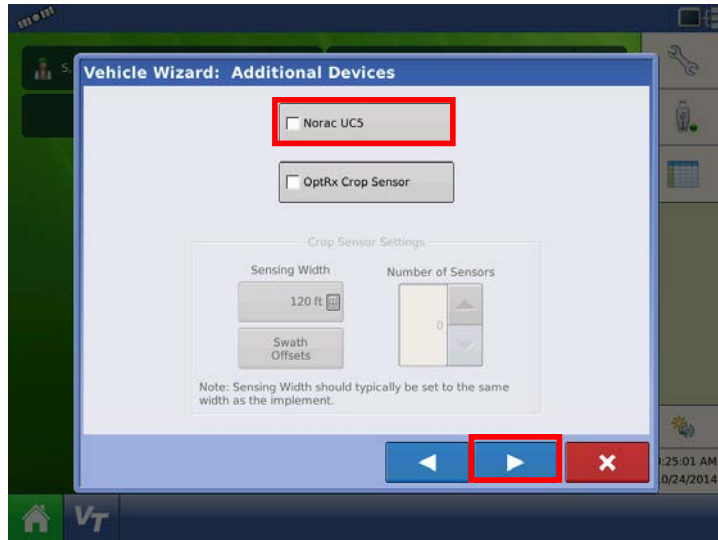 S,
Vehicle Wizard: Additional Devices
Norac UC5
OptRx Crop Sensor
Crop Sensor Settings
Sensing Width
Number of Sensors
120 ft
0
Swath
Offsets
Note: Sensing Width should typically be set to the same
width as the implement.
:25:01 AM
0/24/2014
VT